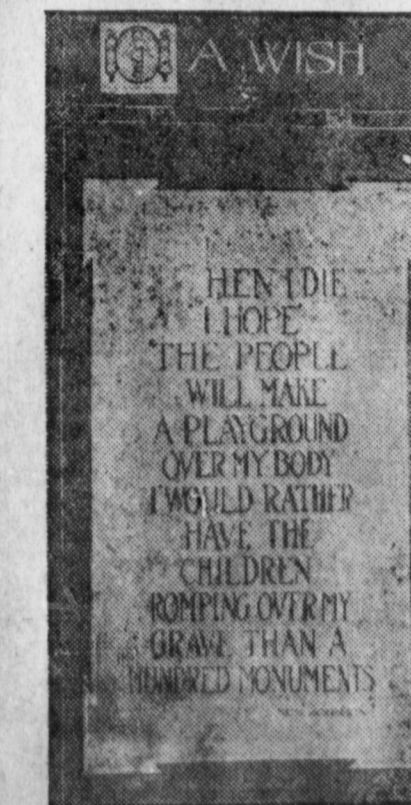 A WISH
HEN I DIE
I HOPE
THE PEOPLE
WILL MAKE
A PLAYGROUND
OVER MY BODY
I WOULD RATHER
HAVE THE
CHILDREN
ROMPING OVER MY
GRAVE THAN A
HUNDRED MONUMENTS